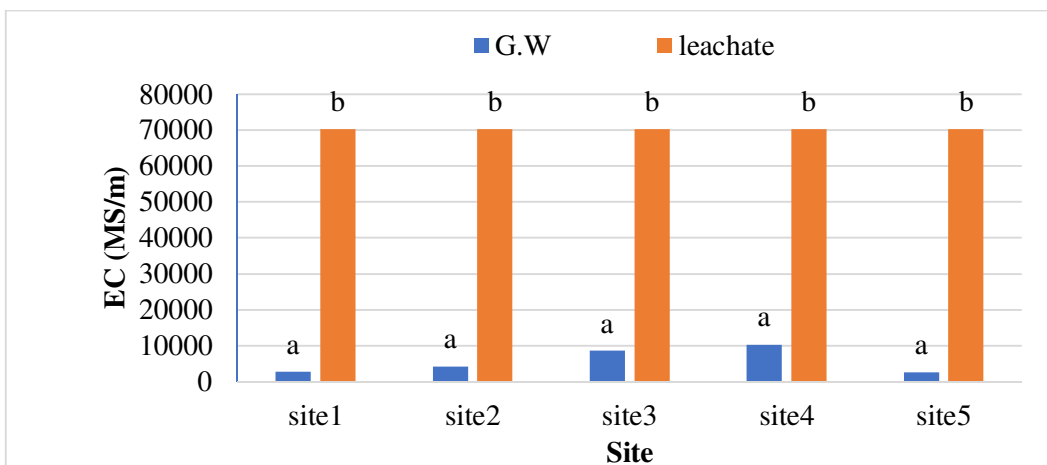 G.W leachate
80000
70000
60000
50000
40000
30000
20000
10000
0
EC (MS/m)
b b b b b
a a a a a
site1 site2 site3 site4 site5
Site